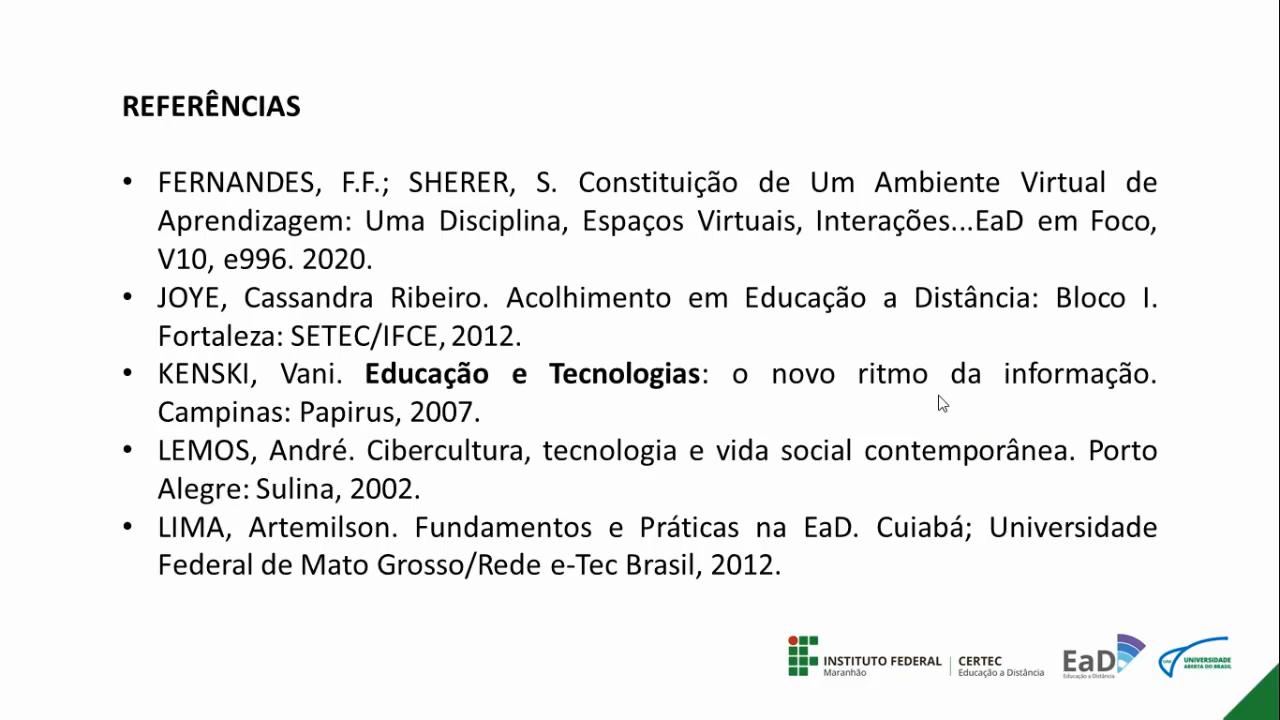 REFERÊNCIAS
• FERNANDES, F.F.; SHERER, S. Constituição de Um Ambiente Virtual de
Aprendizagem: Uma Disciplina, Espaços Virtuais, Interações...EaD em Foco,
V10, e996. 2020.
• JOYE, Cassandra Ribeiro. Acolhimento em Educação a Distância: Bloco I.
Fortaleza: SETEC/IFCE, 2012.
• KENSKI, Vani. Educação e Tecnologias: o novo ritmo da informação.
Campinas: Papirus, 2007.
• LEMOS, André. Cibercultura, tecnologia e vida social contemporânea. Porto
Alegre: Sulina, 2002.
• LIMA, Artemilson. Fundamentos e Práticas na EaD. Cuiabá; Universidade
Federal de Mato Grosso/Rede e-Tec Brasil, 2012.
INSTITUTO FEDERAL
Maranhão
CERTEC
Educação a Distância
EaD
Educação a Distância
UNIVERSIDADE
ABERTA DO BRASIL